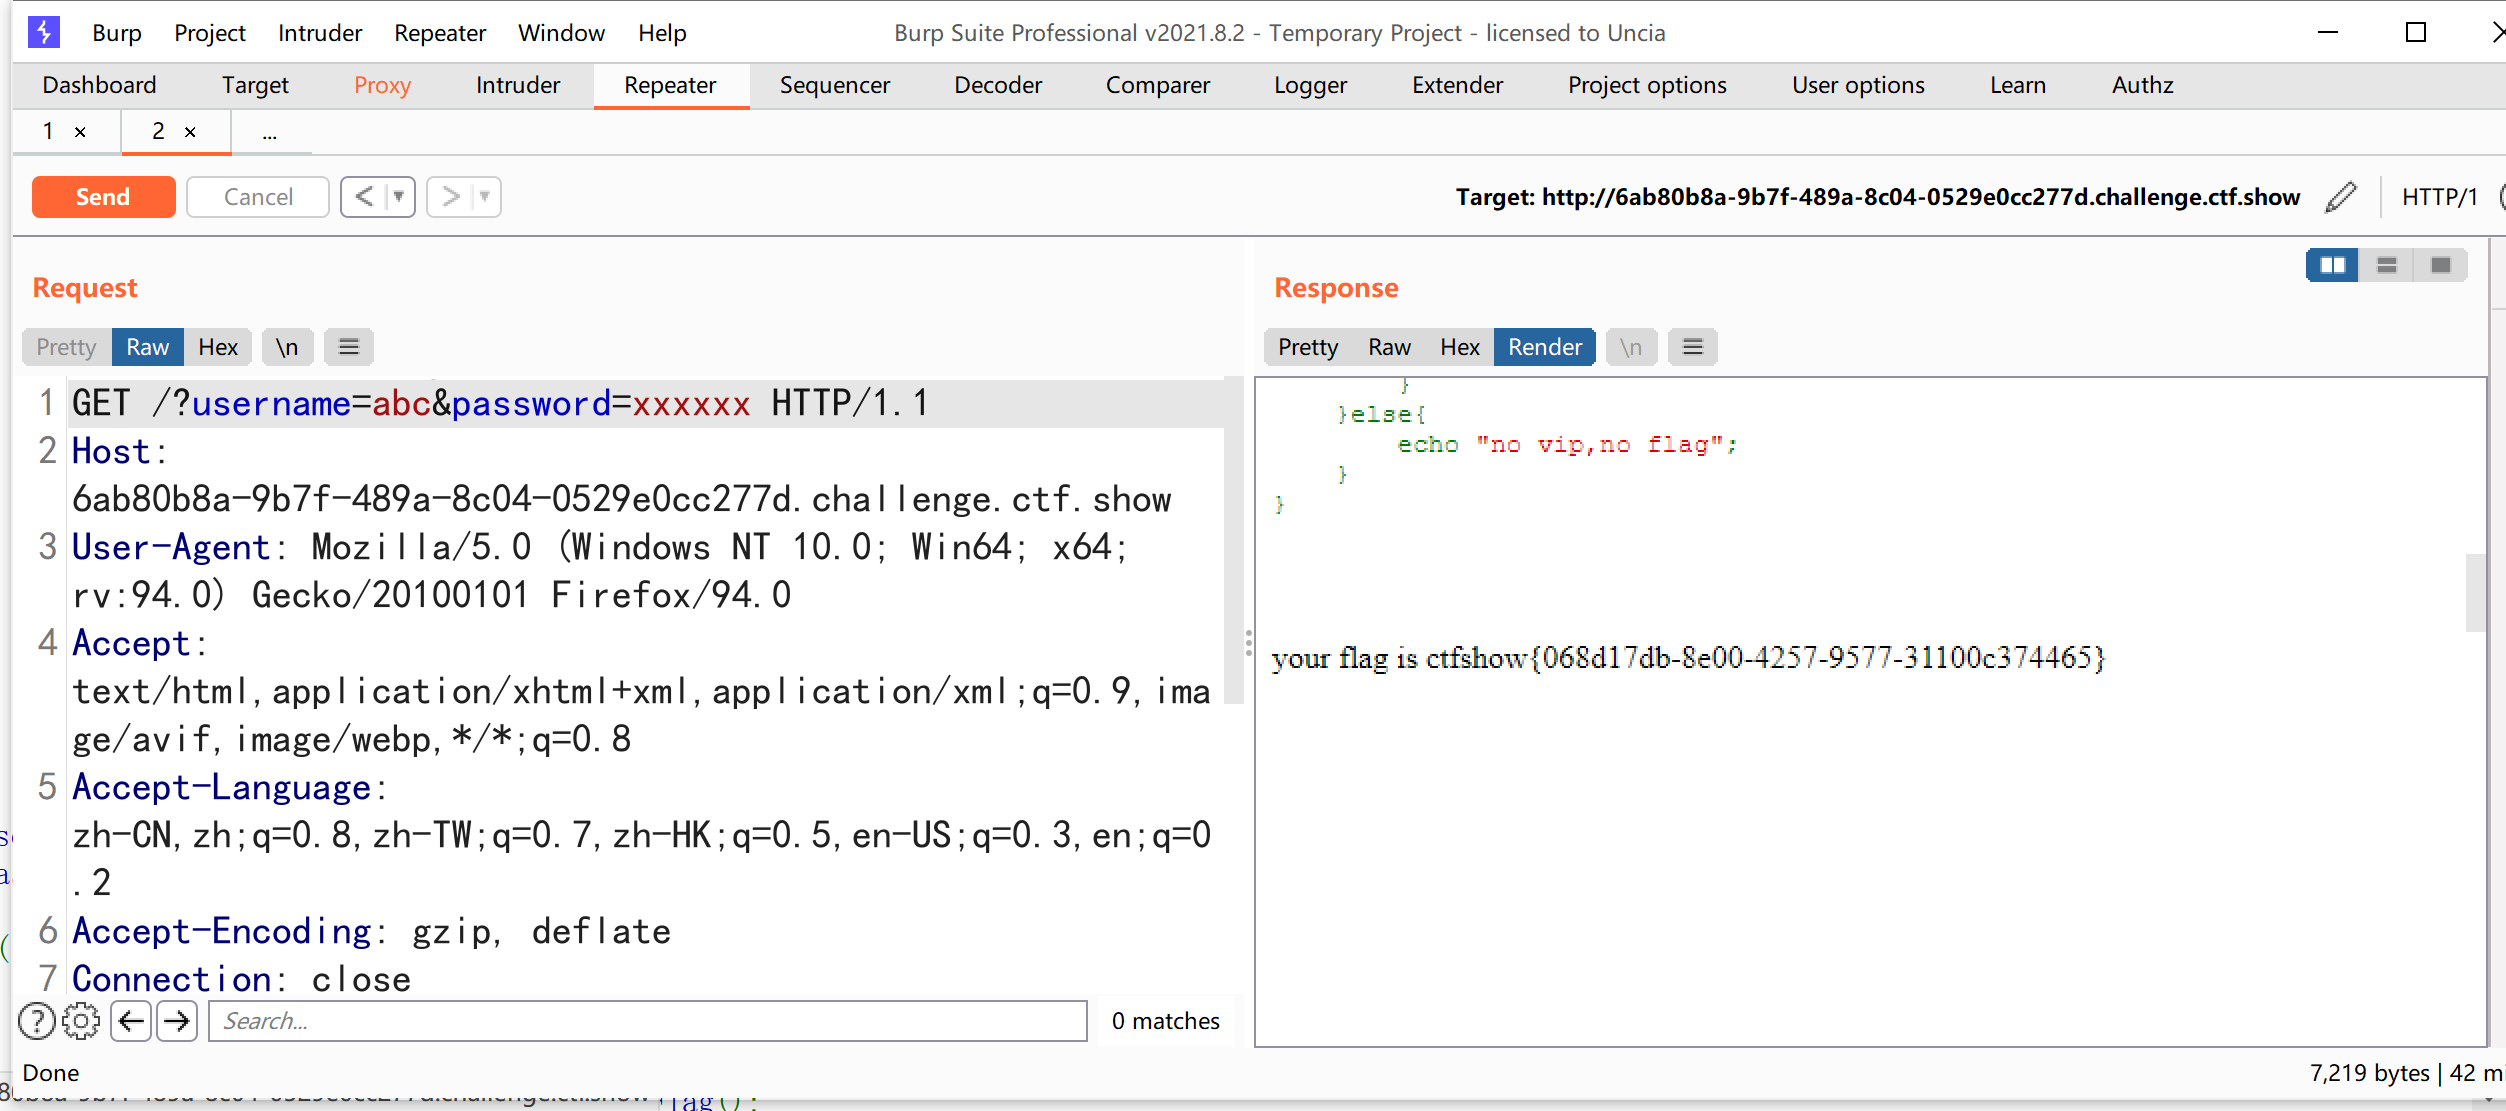 Burp Project Intruder Repeater Window Help Burp Suite Professional v2021.8.2 - Temporary Project - licensed to Uncia
Dashboard Target Proxy Intruder Repeater Sequencer Decoder Comparer Logger Extender Project options User options Learn Authz
1 × 2 × ...
Send Cancel < ▼ > ▼ Target: http://6ab80b8a-9b7f-489a-8c04-0529e0cc277d.challenge.ctf.show HTTP/1
Request
Pretty Raw Hex \n ≡
1 GET /?username=abc&password=xxxxxx HTTP/1.1
2 Host:
6ab80b8a-9b7f-489a-8c04-0529e0cc277d.challenge.ctf.show
3 User-Agent: Mozilla/5.0 (Windows NT 10.0; Win64; x64;
rv:94.0) Gecko/20100101 Firefox/94.0
4 Accept:
text/html,application/xhtml+xml,application/xml;q=0.9,ima
ge/avif,image/webp,*/*;q=0.8
5 Accept-Language:
zh-CN,zh;q=0.8,zh-TW;q=0.7,zh-HK;q=0.5,en-US;q=0.3,en;q=0
.2
6 Accept-Encoding: gzip, deflate
7 Connection: close
Search... 0 matches
Response
Pretty Raw Hex Render \n ≡
}
}else{
echo "no vip,no flag";
}
}
your flag is ctfshow{068d17db-8e00-4257-9577-31100c374465}
Done 7,219 bytes | 42